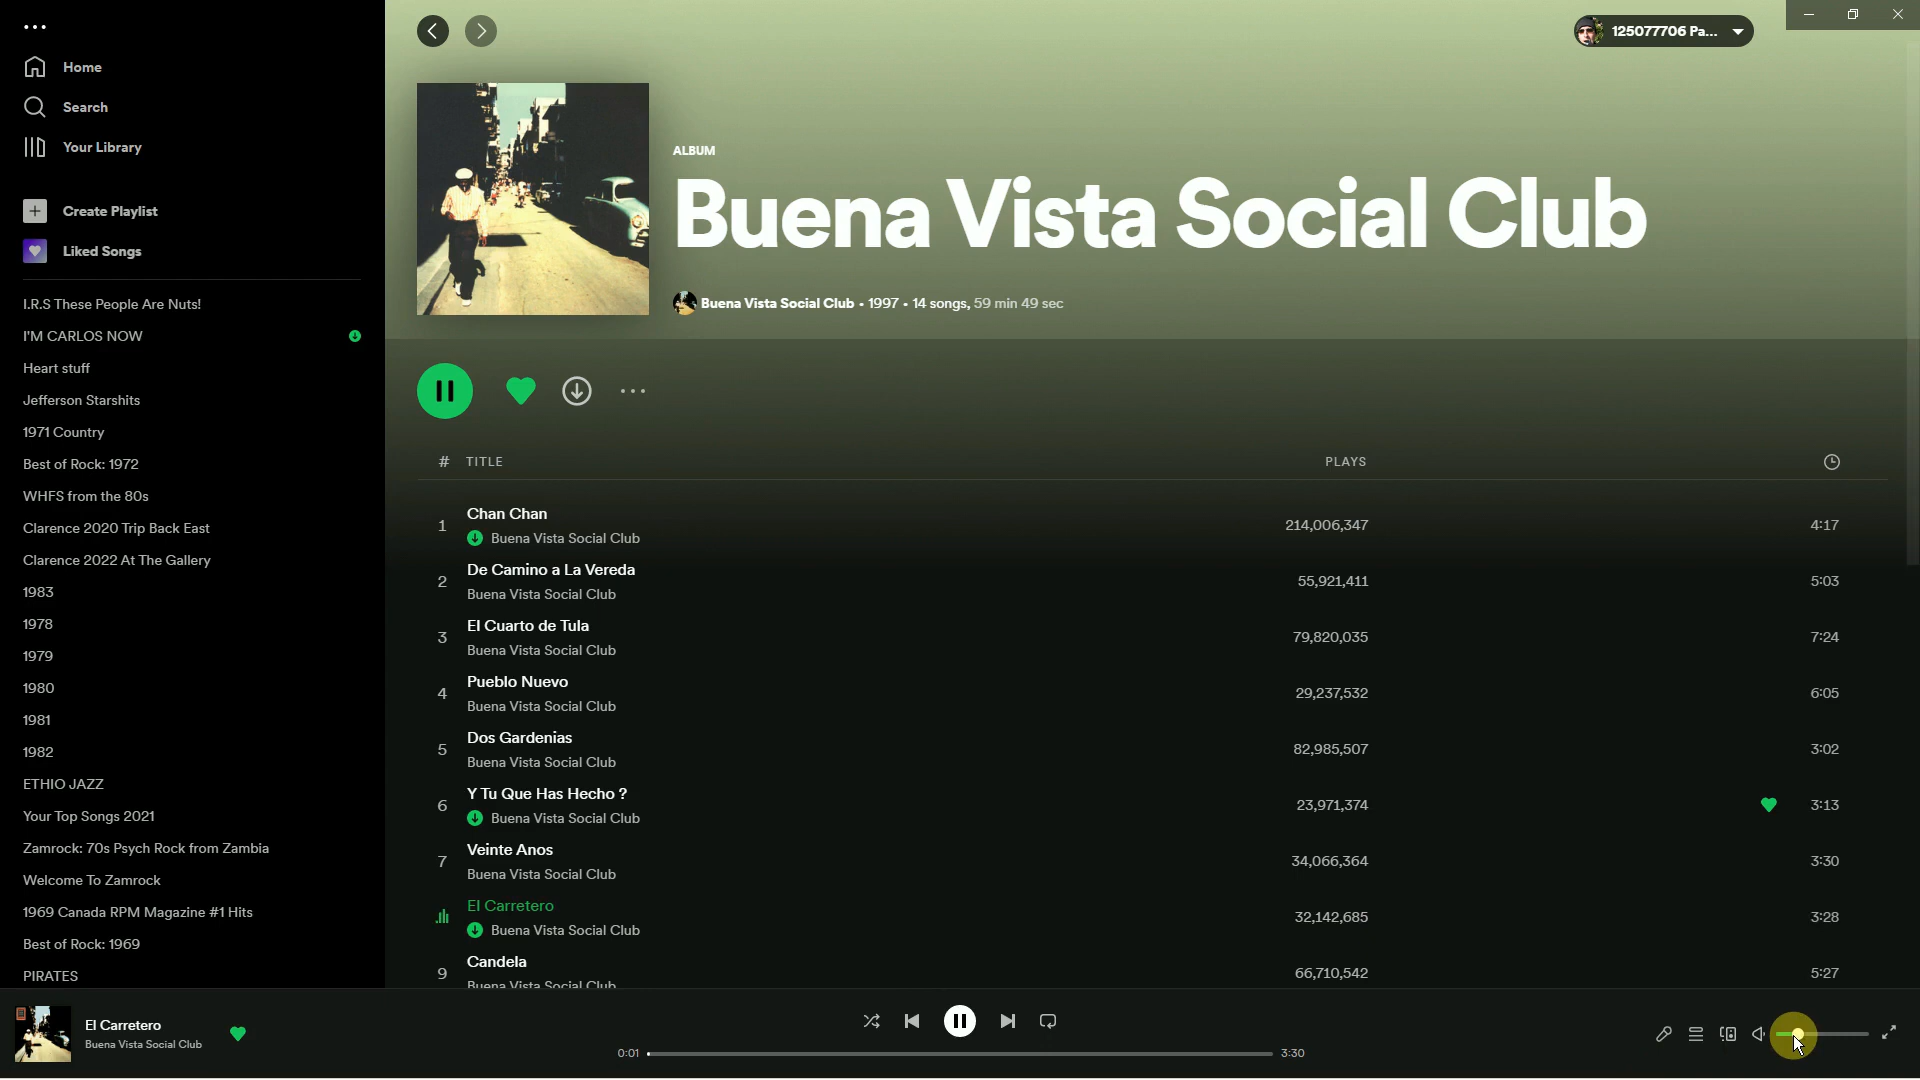 Home
Search
Your Library
Create Playlist
Liked Songs
I.R.S These People Are Nuts!
I'M CARLOS NOW
Heart stuff
Jefferson Starshits
1971 Country
Best of Rock: 1972
WHFS from the 80s
Clarence 2020 Trip Back East
Clarence 2022 At The Gallery
1983
1978
1979
1980
1981
1982
ETHIO JAZZ
Your Top Songs 2021
Zamrock: 70s Psych Rock from Zambia
Welcome To Zamrock
1969 Canada RPM Magazine #1 Hits
Best of Rock: 1969
PIRATES
125077706 Pa...
ALBUM
Buena Vista Social Club
Buena Vista Social Club • 1997 • 14 songs, 59 min 49 sec
# TITLE PLAYS
1 Chan Chan 214,006,347 4:17
Buena Vista Social Club
2 De Camino a La Vereda 55,921,411 5:03
Buena Vista Social Club
3 El Cuarto de Tula 79,820,035 7:24
Buena Vista Social Club
4 Pueblo Nuevo 29,237,532 6:05
Buena Vista Social Club
5 Dos Gardenias 82,985,507 3:02
Buena Vista Social Club
6 Y Tu Que Has Hecho ? 23,971,374 3:13
Buena Vista Social Club
7 Veinte Anos 34,066,364 3:30
Buena Vista Social Club
El Carretero 32,142,685 3:28
Buena Vista Social Club
9 Candela 66,710,542 5:27
Buena Vista Social Club
El Carretero
Buena Vista Social Club
0:01 3:30